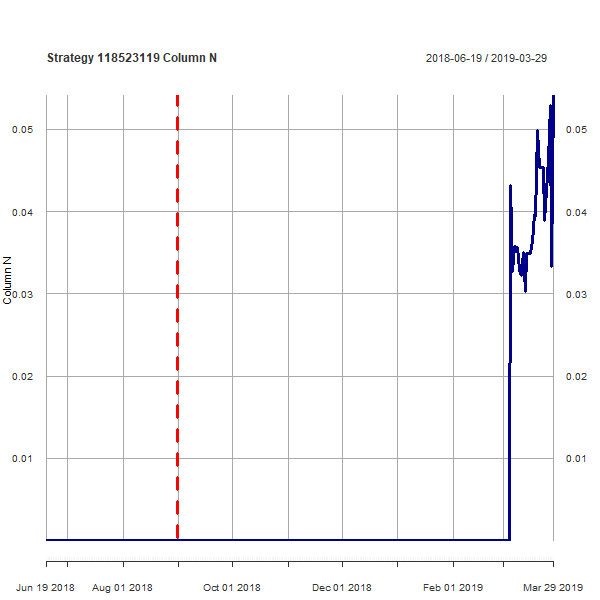 Strategy 118523119 Column N
2018-06-19 / 2019-03-29
0.05
0.05
0.04
0.04
Column N
0.03
0.03
0.02
0.02
0.01
0.01
Jun 19 2018
Aug 01 2018
Oct 01 2018
Dec 01 2018
Feb 01 2019
Mar 29 2019